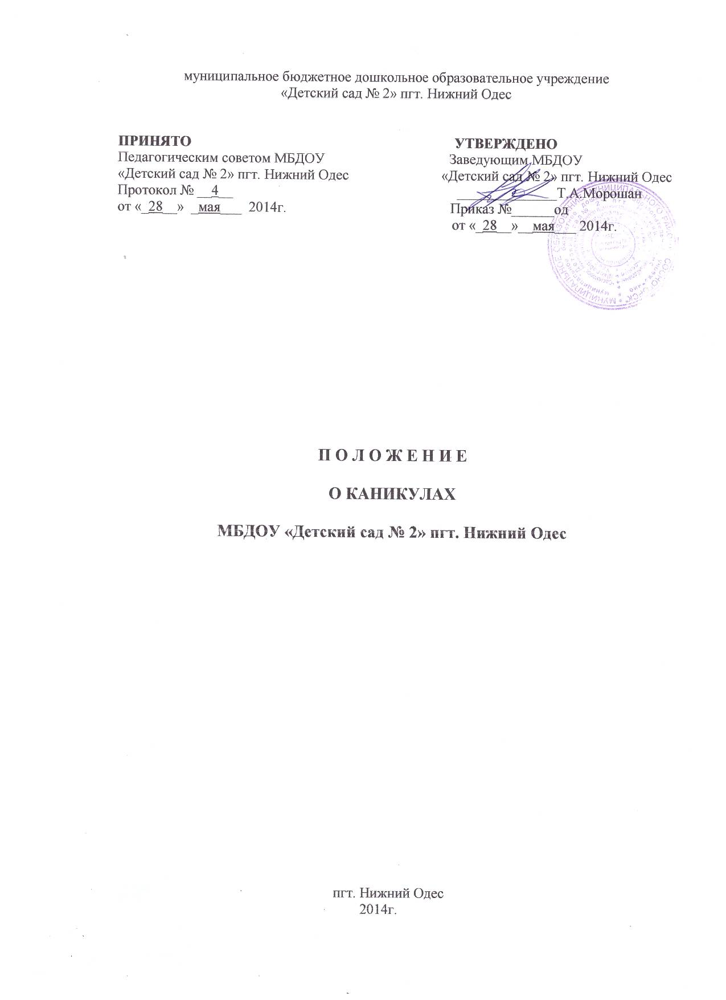 муниципальное бюджетное дошкольное образовательное учреждение
«Детский сад № 2» пгт. Нижний Одес
ПРИНЯТО
Педагогическим советом МБДОУ
«Детский сад № 2» пгт. Нижний Одес
Протокол № __4__
от «_28__» _мая___ 2014г.
УТВЕРЖДЕНО
Заведующим МБДОУ
«Детский сад № 2» пгт. Нижний Одес
______________Т.А.Морошан
Приказ №______од
от «_28__»__мая___ 2014г.
П О Л О Ж Е Н И Е
О КАНИКУЛАХ
МБДОУ «Детский сад № 2» пгт. Нижний Одес
пгт. Нижний Одес
2014г.